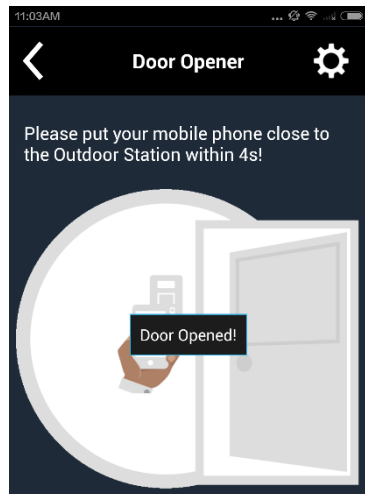 11:03AM
Door Opener
Please put your mobile phone close to
the Outdoor Station within 4s!
Door Opened!